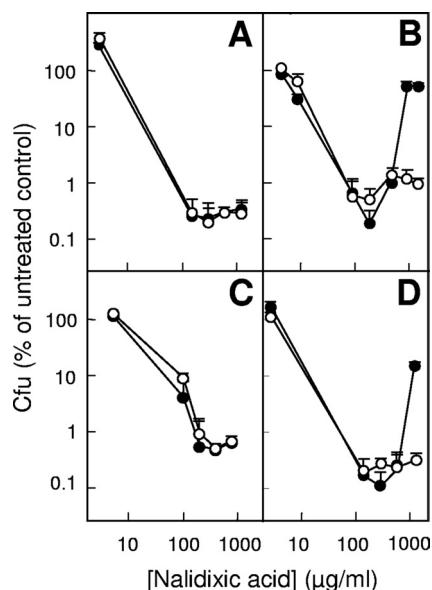 A
B
100
10
1
0.1
C
D
100
10
1
0.1
10 100 1000 10 100 1000
Cfu (% of untreated control)
[Nalidixic acid] (μg/ml)